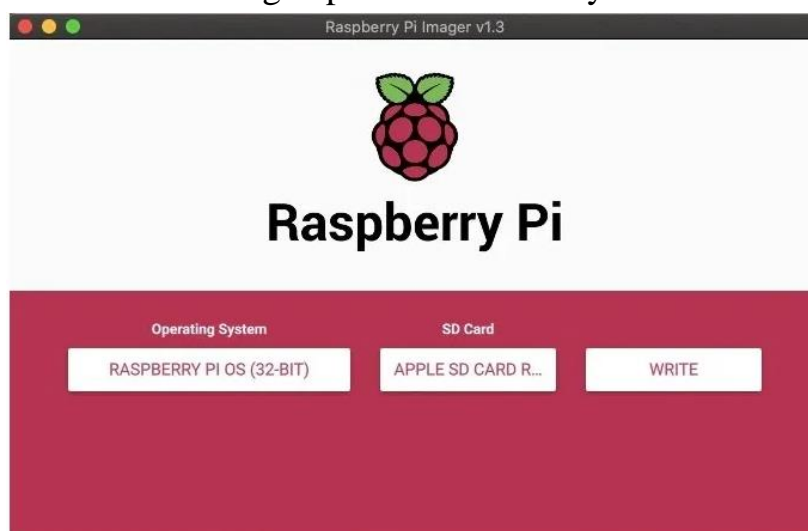 Raspberry Pi Imager v1.3
Raspberry Pi
Operating System
SD Card
RASPBERRY PI OS (32-BIT)
APPLE SD CARD R...
WRITE